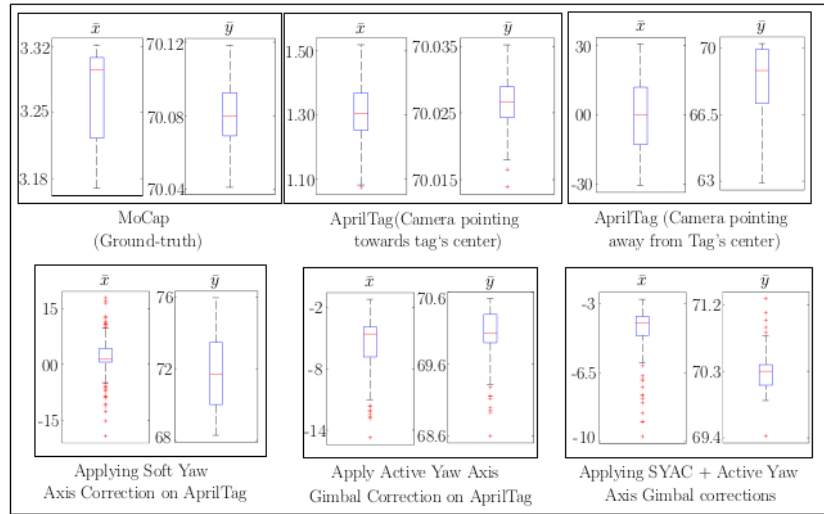 x̄ ȳ
3.32
3.25
3.18
70.12
70.08
70.04
MoCap
(Ground-truth)
x̄ ȳ
1.50
1.30
1.10
70.035
70.025
70.015
AprilTag(Camera pointing
towards tag's center)
x̄ ȳ
30
00
-30
70
66.5
63
AprilTag (Camera pointing
away from Tag's center)
x̄ ȳ
15
00
-15
76
72
68
Applying Soft Yaw
Axis Correction on AprilTag
x̄ ȳ
-2
-8
-14
70.6
69.6
68.6
Apply Active Yaw Axis
Gimbal Correction on AprilTag
x̄ ȳ
-3
-6.5
-10
71.2
70.3
69.4
Applying SYAC + Active Yaw
Axis Gimbal corrections